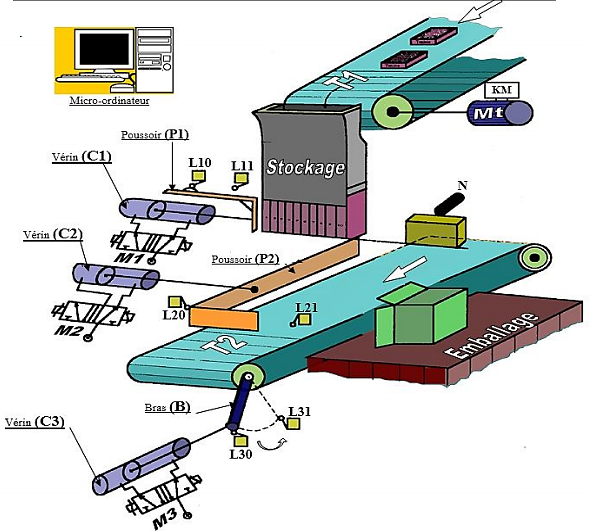 T1
KM
Mt
Micro-ordinateur
Poussoir (P1)
Vérin (C1)
L10
L11
Stockage
N
M1
Vérin (C2)
Poussoir (P2)
L20
L21
M2
T2
Emballage
Bras (B)
L31
Vérin (C3)
L30
M3